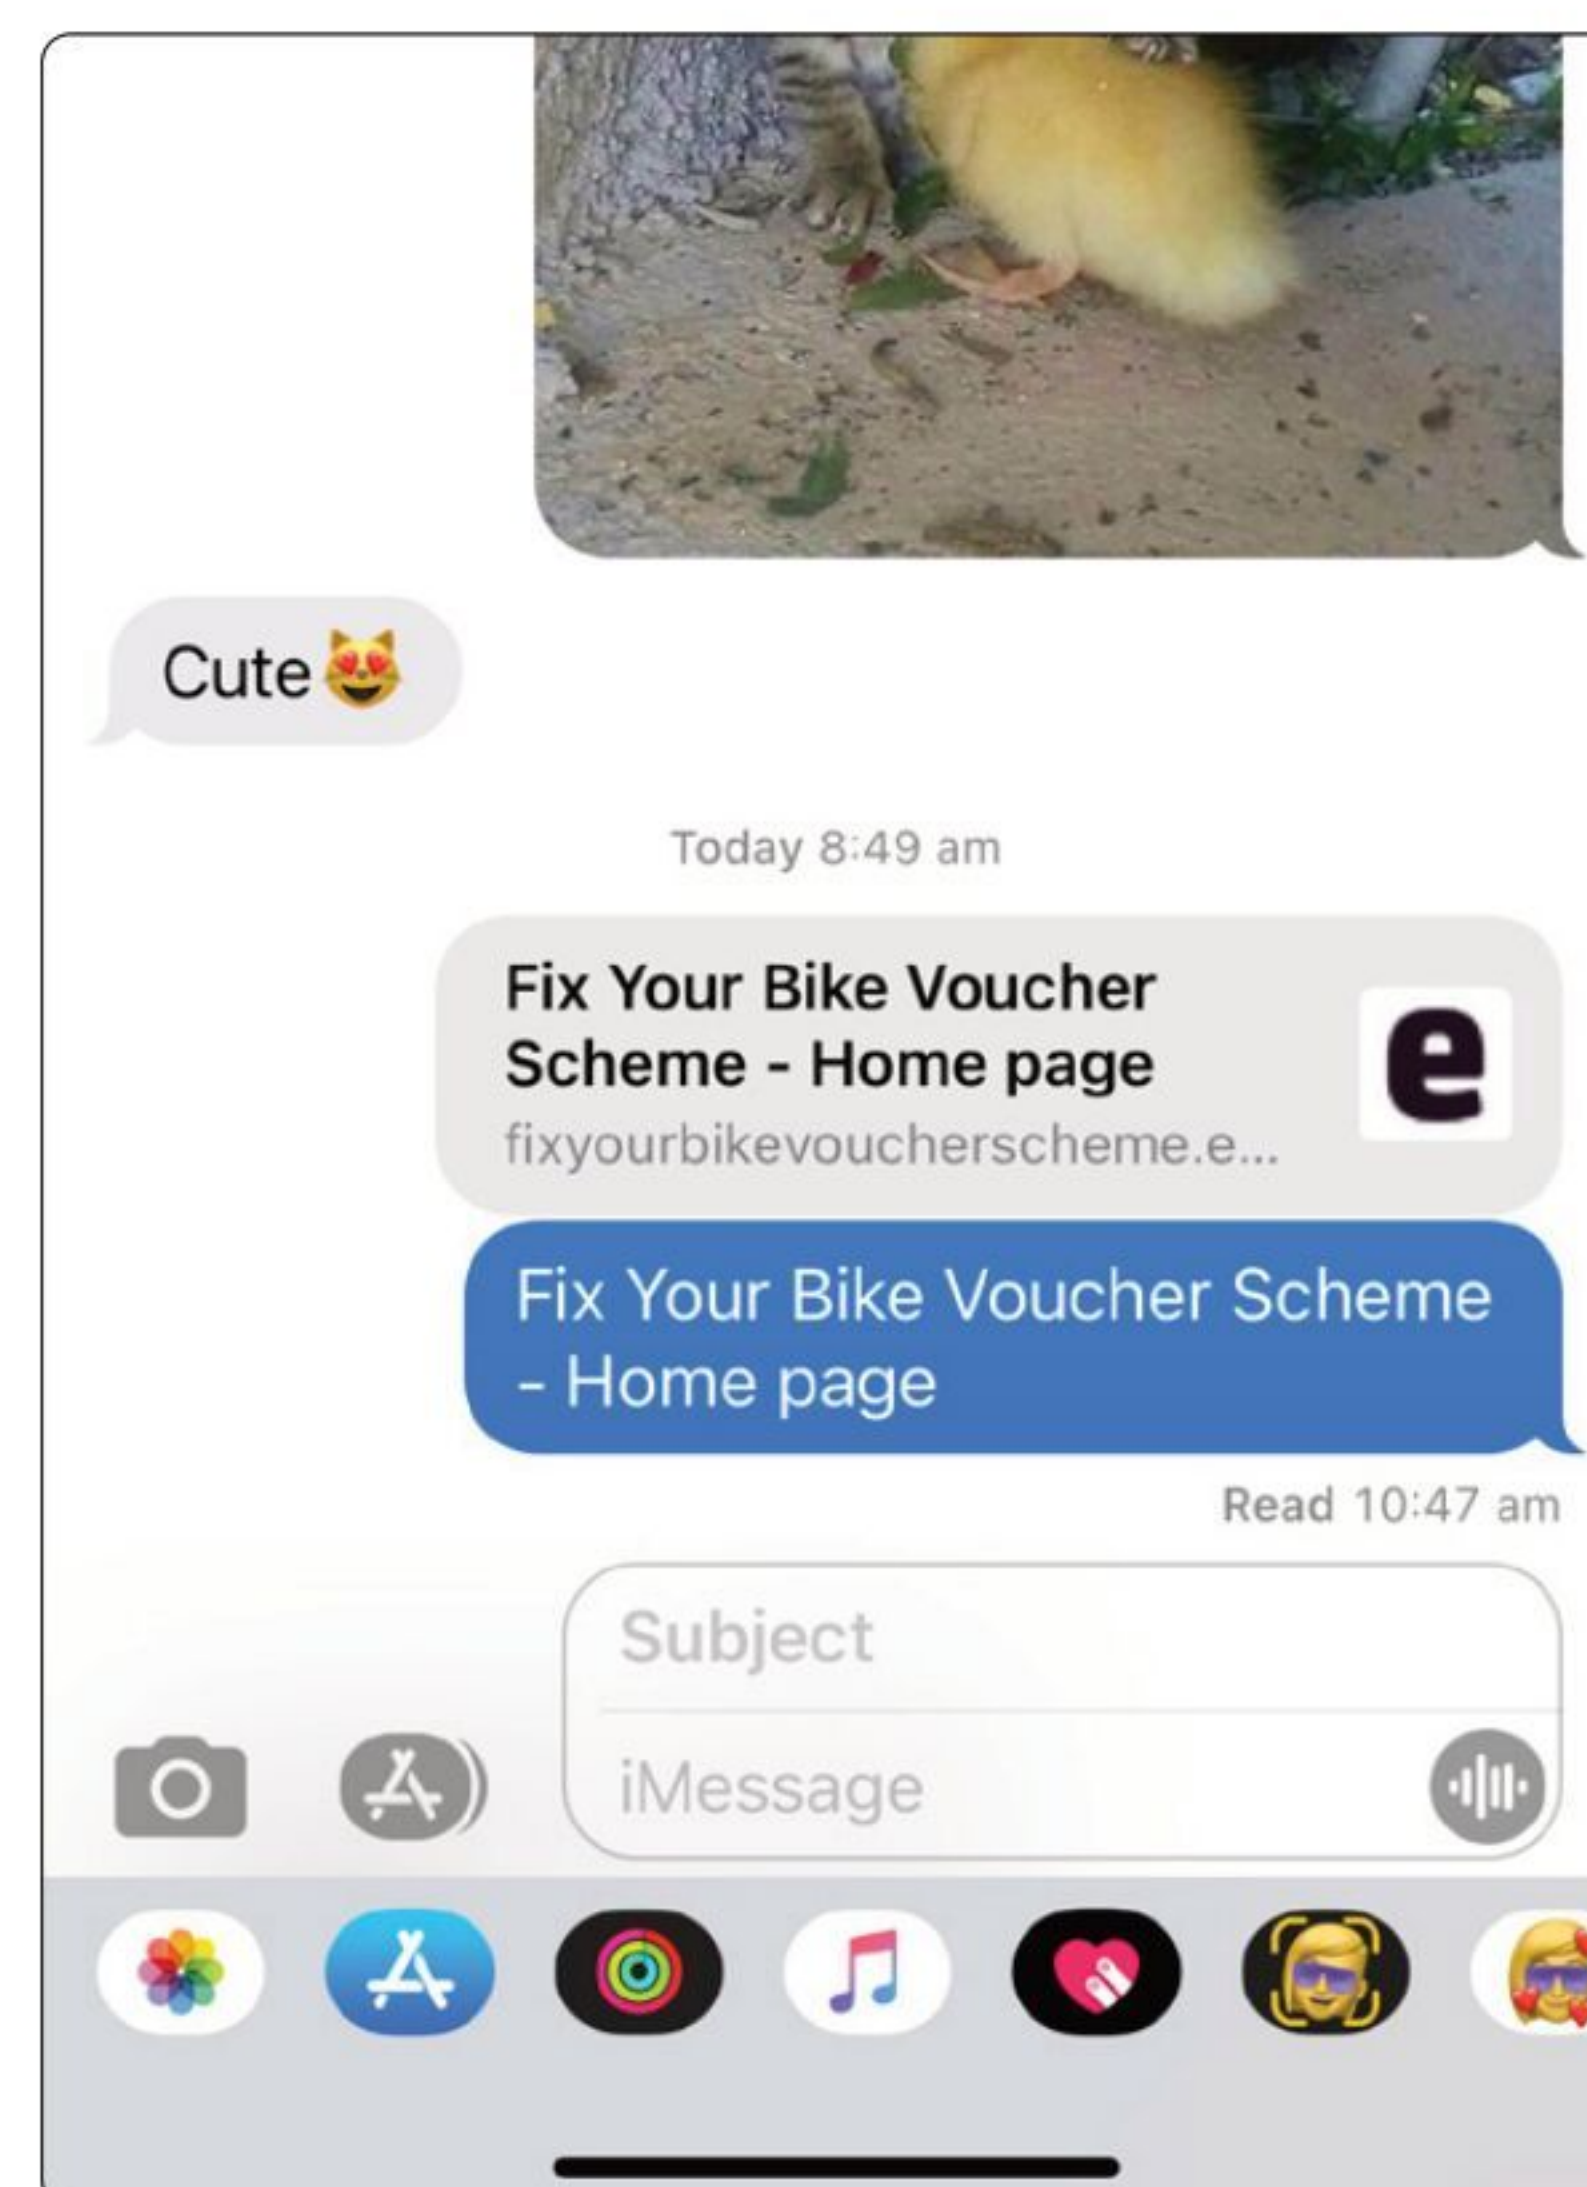 Cute
Today 8:49 am
Fix Your Bike Voucher
Scheme - Home page
fixyourbikevoucherscheme.e...
e
Fix Your Bike Voucher Scheme
- Home page
Read 10:47 am
Subject
iMessage